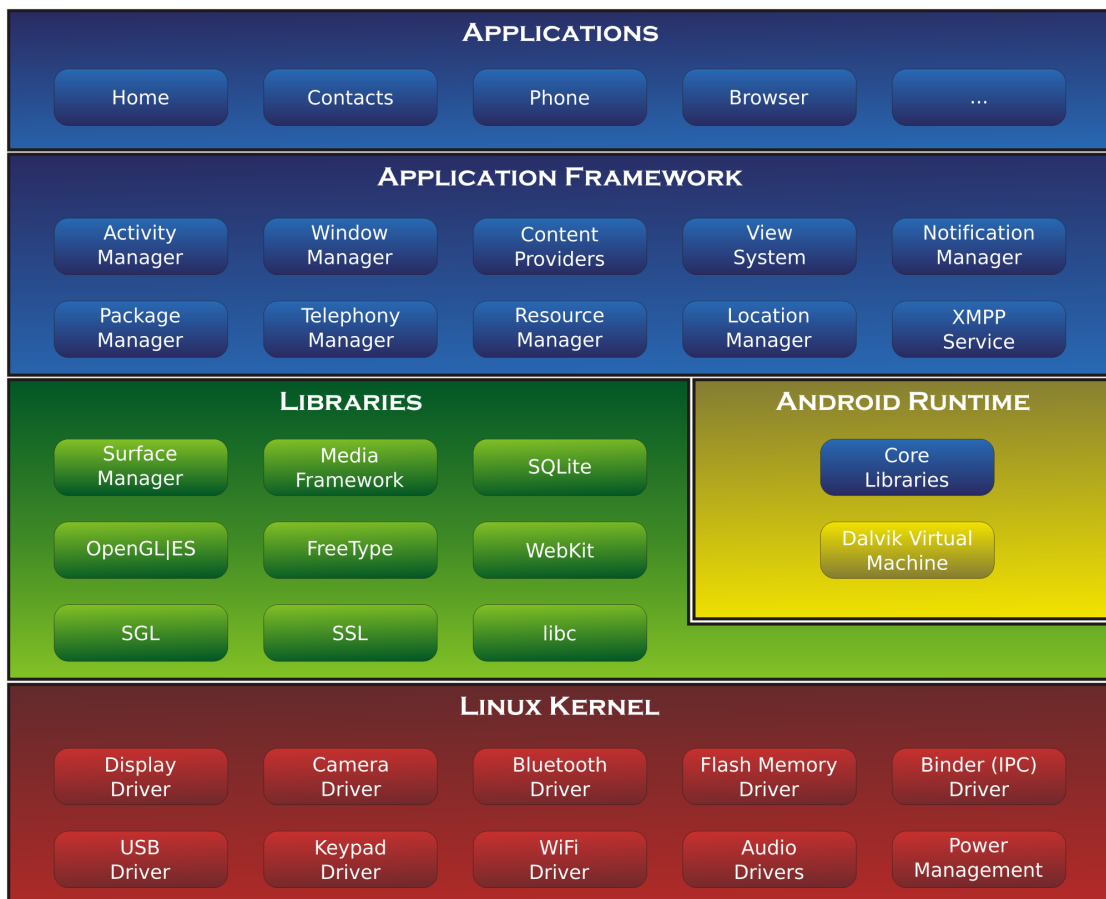 APPLICATIONS
Home
Contacts
Phone
Browser
...
APPLICATION FRAMEWORK
Activity
Manager
Window
Manager
Content
Providers
View
System
Notification
Manager
Package
Manager
Telephony
Manager
Resource
Manager
Location
Manager
XMPP
Service
LIBRARIES
Surface
Manager
Media
Framework
SQLite
OpenGL|ES
FreeType
WebKit
SGL
SSL
libc
ANDROID RUNTIME
Core
Libraries
Dalvik Virtual
Machine
LINUX KERNEL
Display
Driver
Camera
Driver
Bluetooth
Driver
Flash Memory
Driver
Binder (IPC)
Driver
USB
Driver
Keypad
Driver
WiFi
Driver
Audio
Drivers
Power
Management